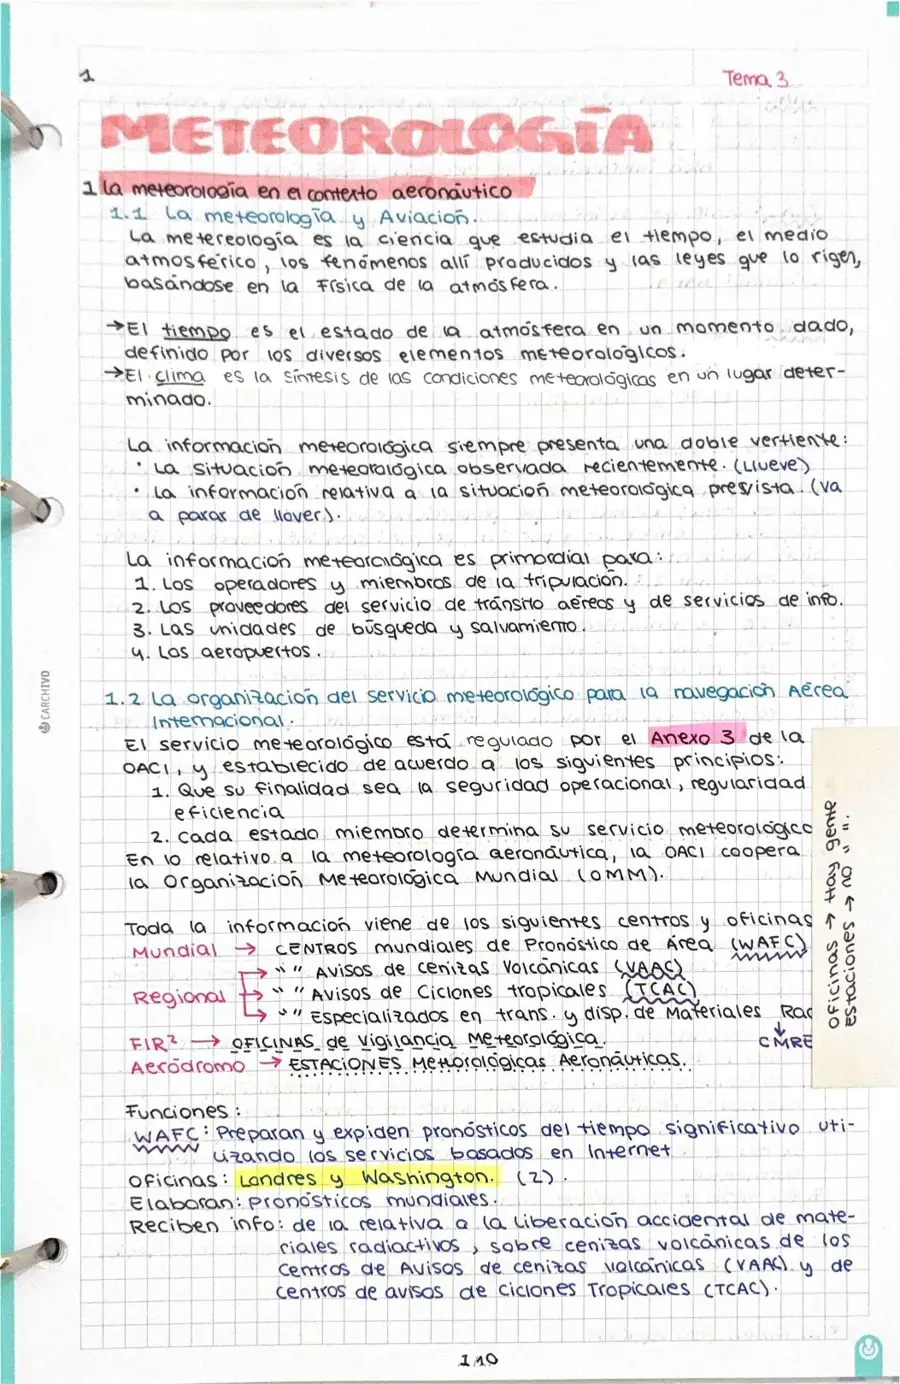 1
Tema 3
METEOROLOGÍA
1 La meteorología en el contexto aeronáutico
1.1 La meteorología y Aviación.
La metereología es la ciencia que estudia el tiempo, el medio
atmosférico, los fenómenos allí producidos y las leyes que lo rigen,
basándose en la Física de la atmósfera.
→El tiempo es el estado de la atmósfera en un momento dado,
definido por los diversos elementos meteorológicos.
→El clima es la síntesis de las condiciones meteorológicas en un lugar deter-
minado.
La información meteorológica siempre presenta una doble vertiente:
· La situación meteorológica observada recientemente. (Llueve)
· La información relativa a la situación meteorológica prevista. (va
a parar de llover).
La información meteorológica es primordial para:
1. Los operadores y miembros de la tripulación.
2. Los proveedores del servicio de tránsito aéreos y de servicios de info.
3. Las unidades de búsqueda y salvamiento.
4. Los aeropuertos.
1.2 La organización del servicio meteorológico para la navegación Aérea
Internacional.
El servicio meteorológico está regulado por el Anexo 3 de la
OACI, y establecido de acuerdo a los siguientes principios:
1. Que su finalidad sea la seguridad operacional, regularidad
eficiencia
2. Cada estado miembro determina su servicio meteorológico
En lo relativo a la meteorología aeronáutica, la OACI coopera
la Organización Meteorológica Mundial (OMM).
Toda la información viene de los siguientes centros y oficinas
Mundial → CENTROS mundiales de Pronóstico de Área (WAFC)
→ " " Avisos de cenizas Volcánicas (VAAC)
Regional → " " Avisos de Ciclones tropicales (TCAC)
→ " " Especializados en trans. y disp. de Materiales Rad
FIR² → OFICINAS de Vigilancia Meteorológica. CMRE
Aeródromo → ESTACIONES Meteorológicas Aeronáuticas.
Oficinas → Hay gente
Estaciones → no " ".
Funciones:
WAFC: Preparan y expiden pronósticos del tiempo significativo uti-
lizando los servicios basados en Internet
Oficinas: Londres y Washington. (2).
Elaboran: pronósticos mundiales.
Reciben info: de la relativa a la liberación accidental de mate-
riales radiactivos, sobre cenizas volcánicas de los
Centros de Avisos de cenizas volcánicas (VAAC) y de
centros de avisos de Ciclones Tropicales (TCAC).
1/10
CARCHIVO